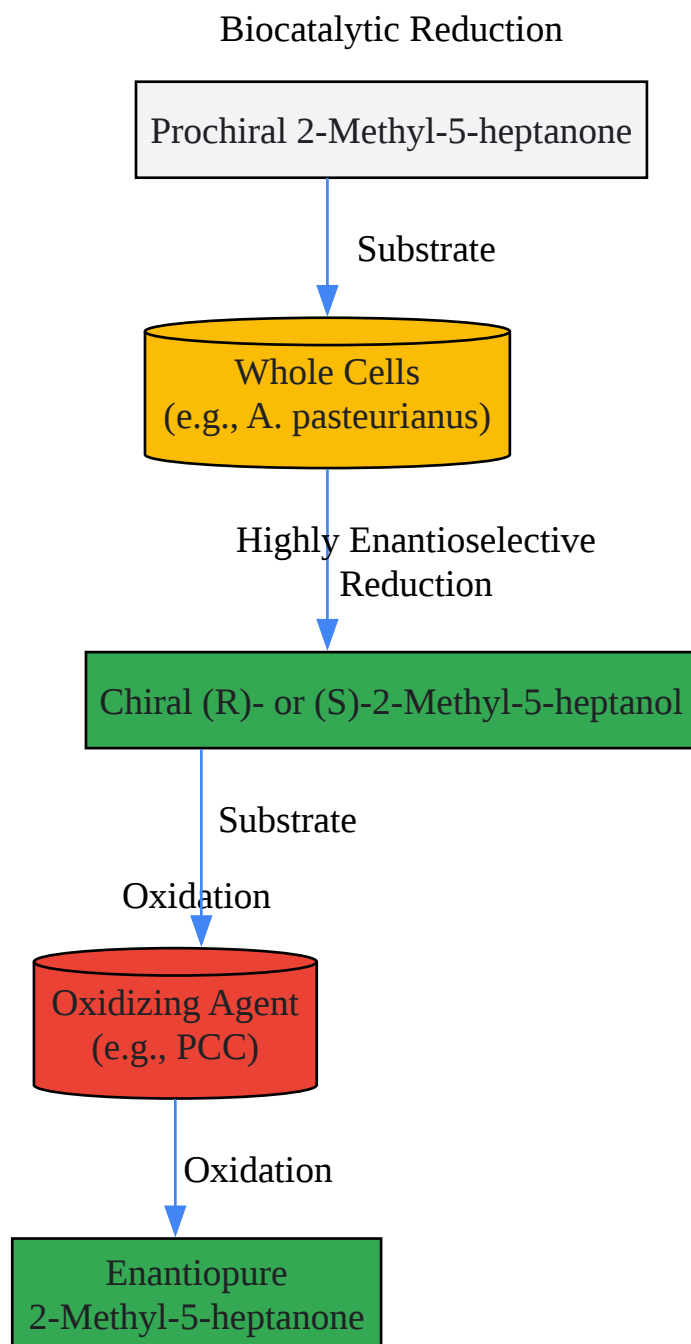 Biocatalytic Reduction
Prochiral 2-Methyl-5-heptanone
Substrate
Whole Cells
(e.g., A. pasteurianus)
Highly Enantioselective
Reduction
Chiral (R)- or (S)-2-Methyl-5-heptanol
Substrate
Oxidation
Oxidizing Agent
(e.g., PCC)
Oxidation
Enantiopure
2-Methyl-5-heptanone